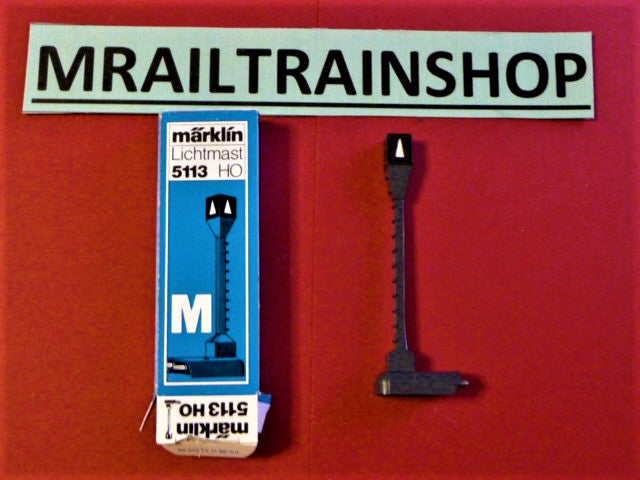 MRAILTRAINSHOP
märklin
Lichtmast
5113 HO
M
märklin
5113 HO